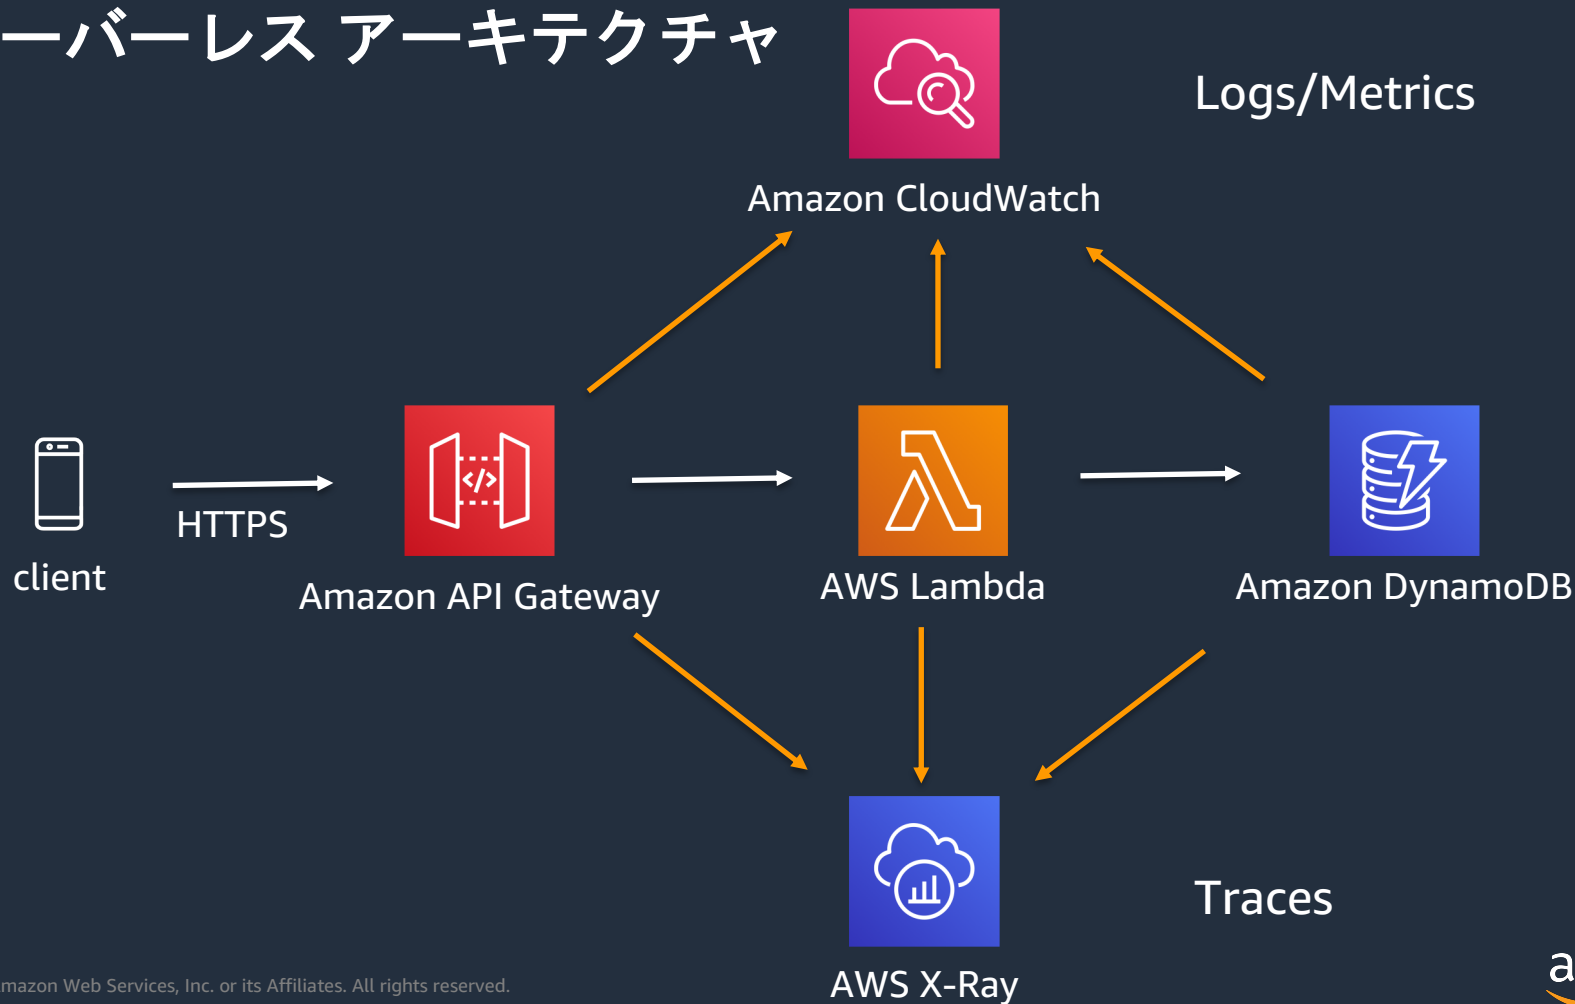 ーバーレス アーキテクチャ
Logs/Metrics
Amazon CloudWatch
HTTPS
client
Amazon API Gateway
AWS Lambda
Amazon DynamoDB
Traces
AWS X-Ray
mazon Web Services, Inc. or its Affiliates. All rights reserved.
a